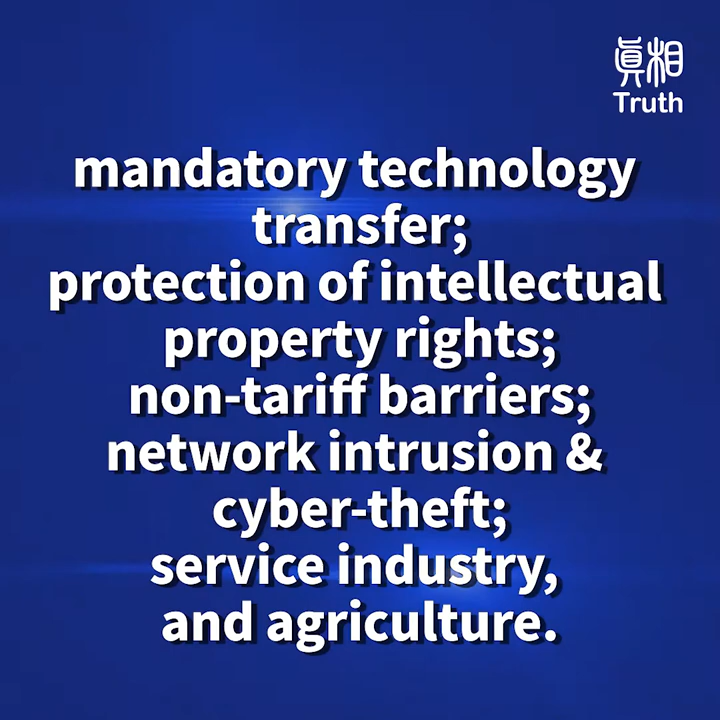 眞相
Truth
mandatory technology
transfer;
protection of intellectual
property rights;
non-tariff barriers;
network intrusion &
cyber-theft;
service industry,
and agriculture.